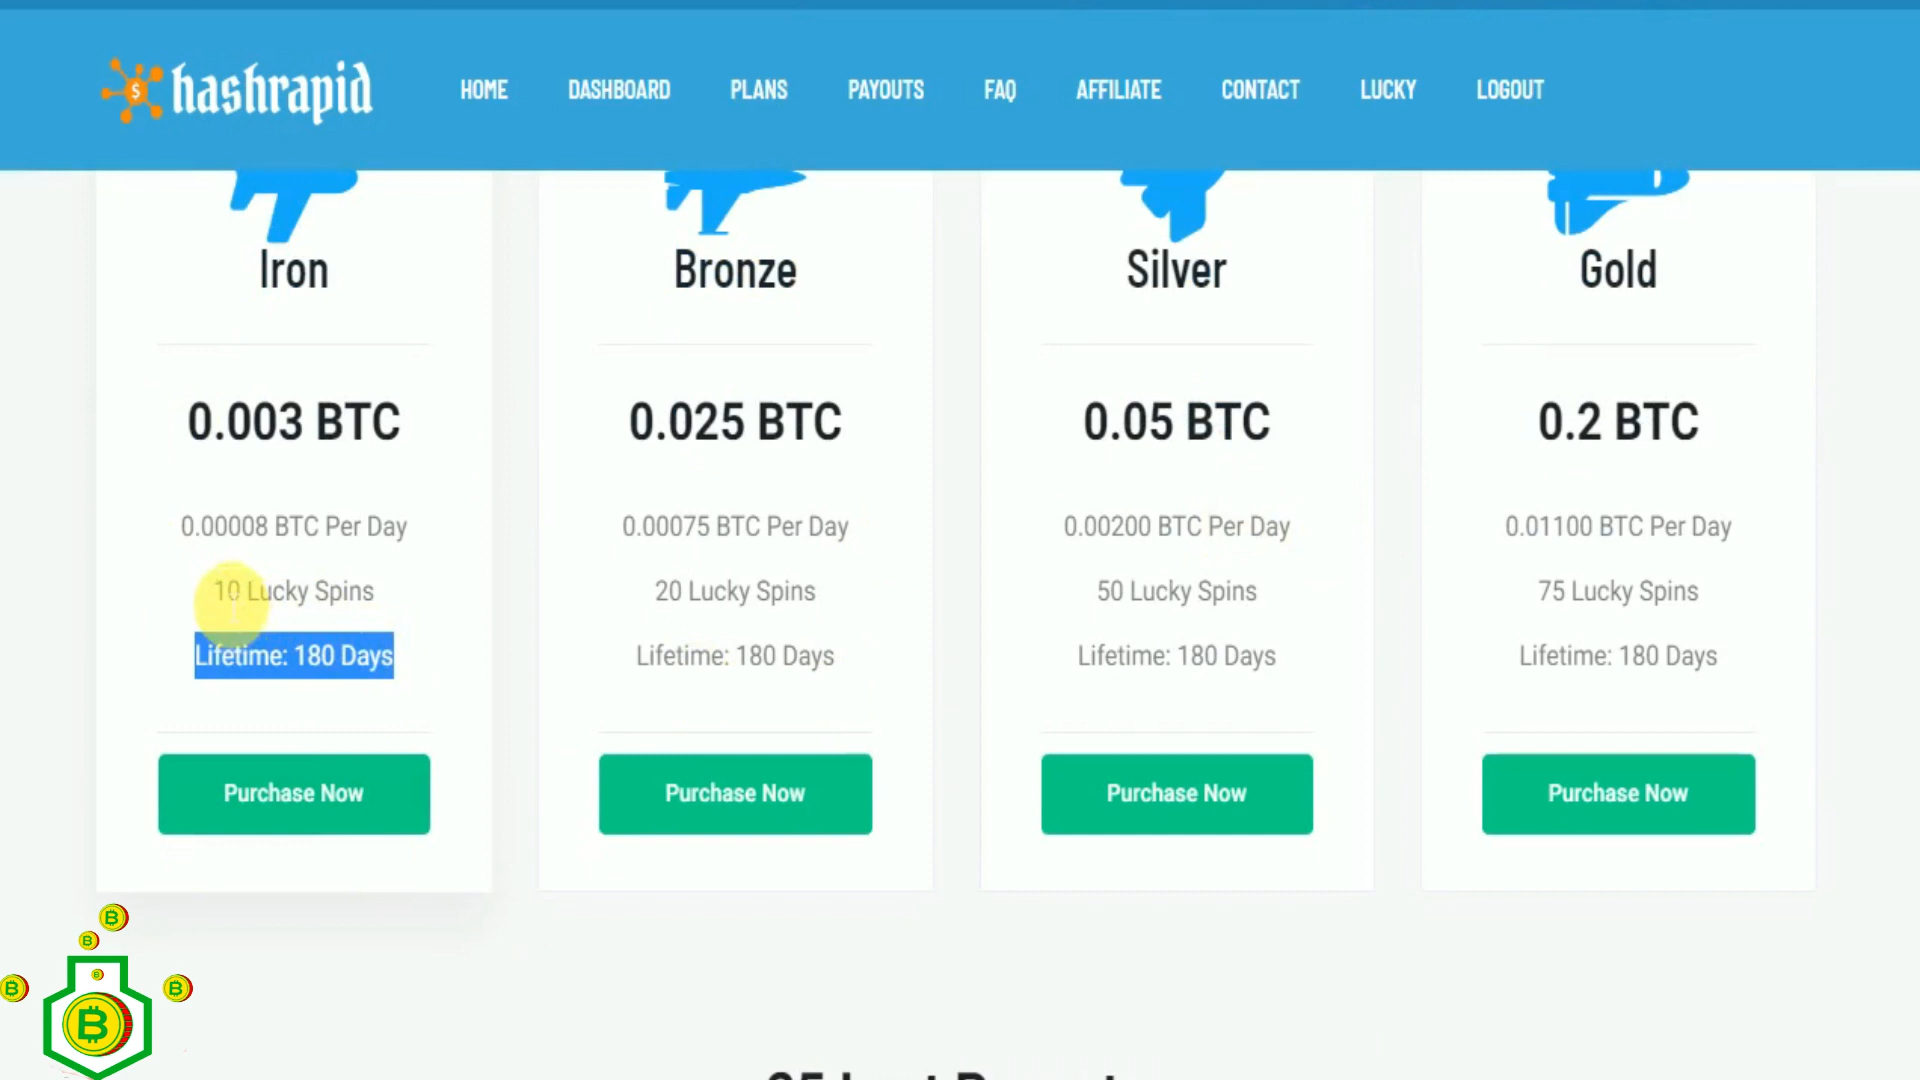 hashrapid HOME DASHBOARD PLANS PAYOUTS FAQ AFFILIATE CONTACT LUCKY LOGOUT
Iron Bronze Silver Gold
0.003 BTC 0.025 BTC 0.05 BTC 0.2 BTC
0.00008 BTC Per Day 0.00075 BTC Per Day 0.00200 BTC Per Day 0.01100 BTC Per Day
10 Lucky Spins 20 Lucky Spins 50 Lucky Spins 75 Lucky Spins
Lifetime: 180 Days Lifetime: 180 Days Lifetime: 180 Days Lifetime: 180 Days
Purchase Now Purchase Now Purchase Now Purchase Now